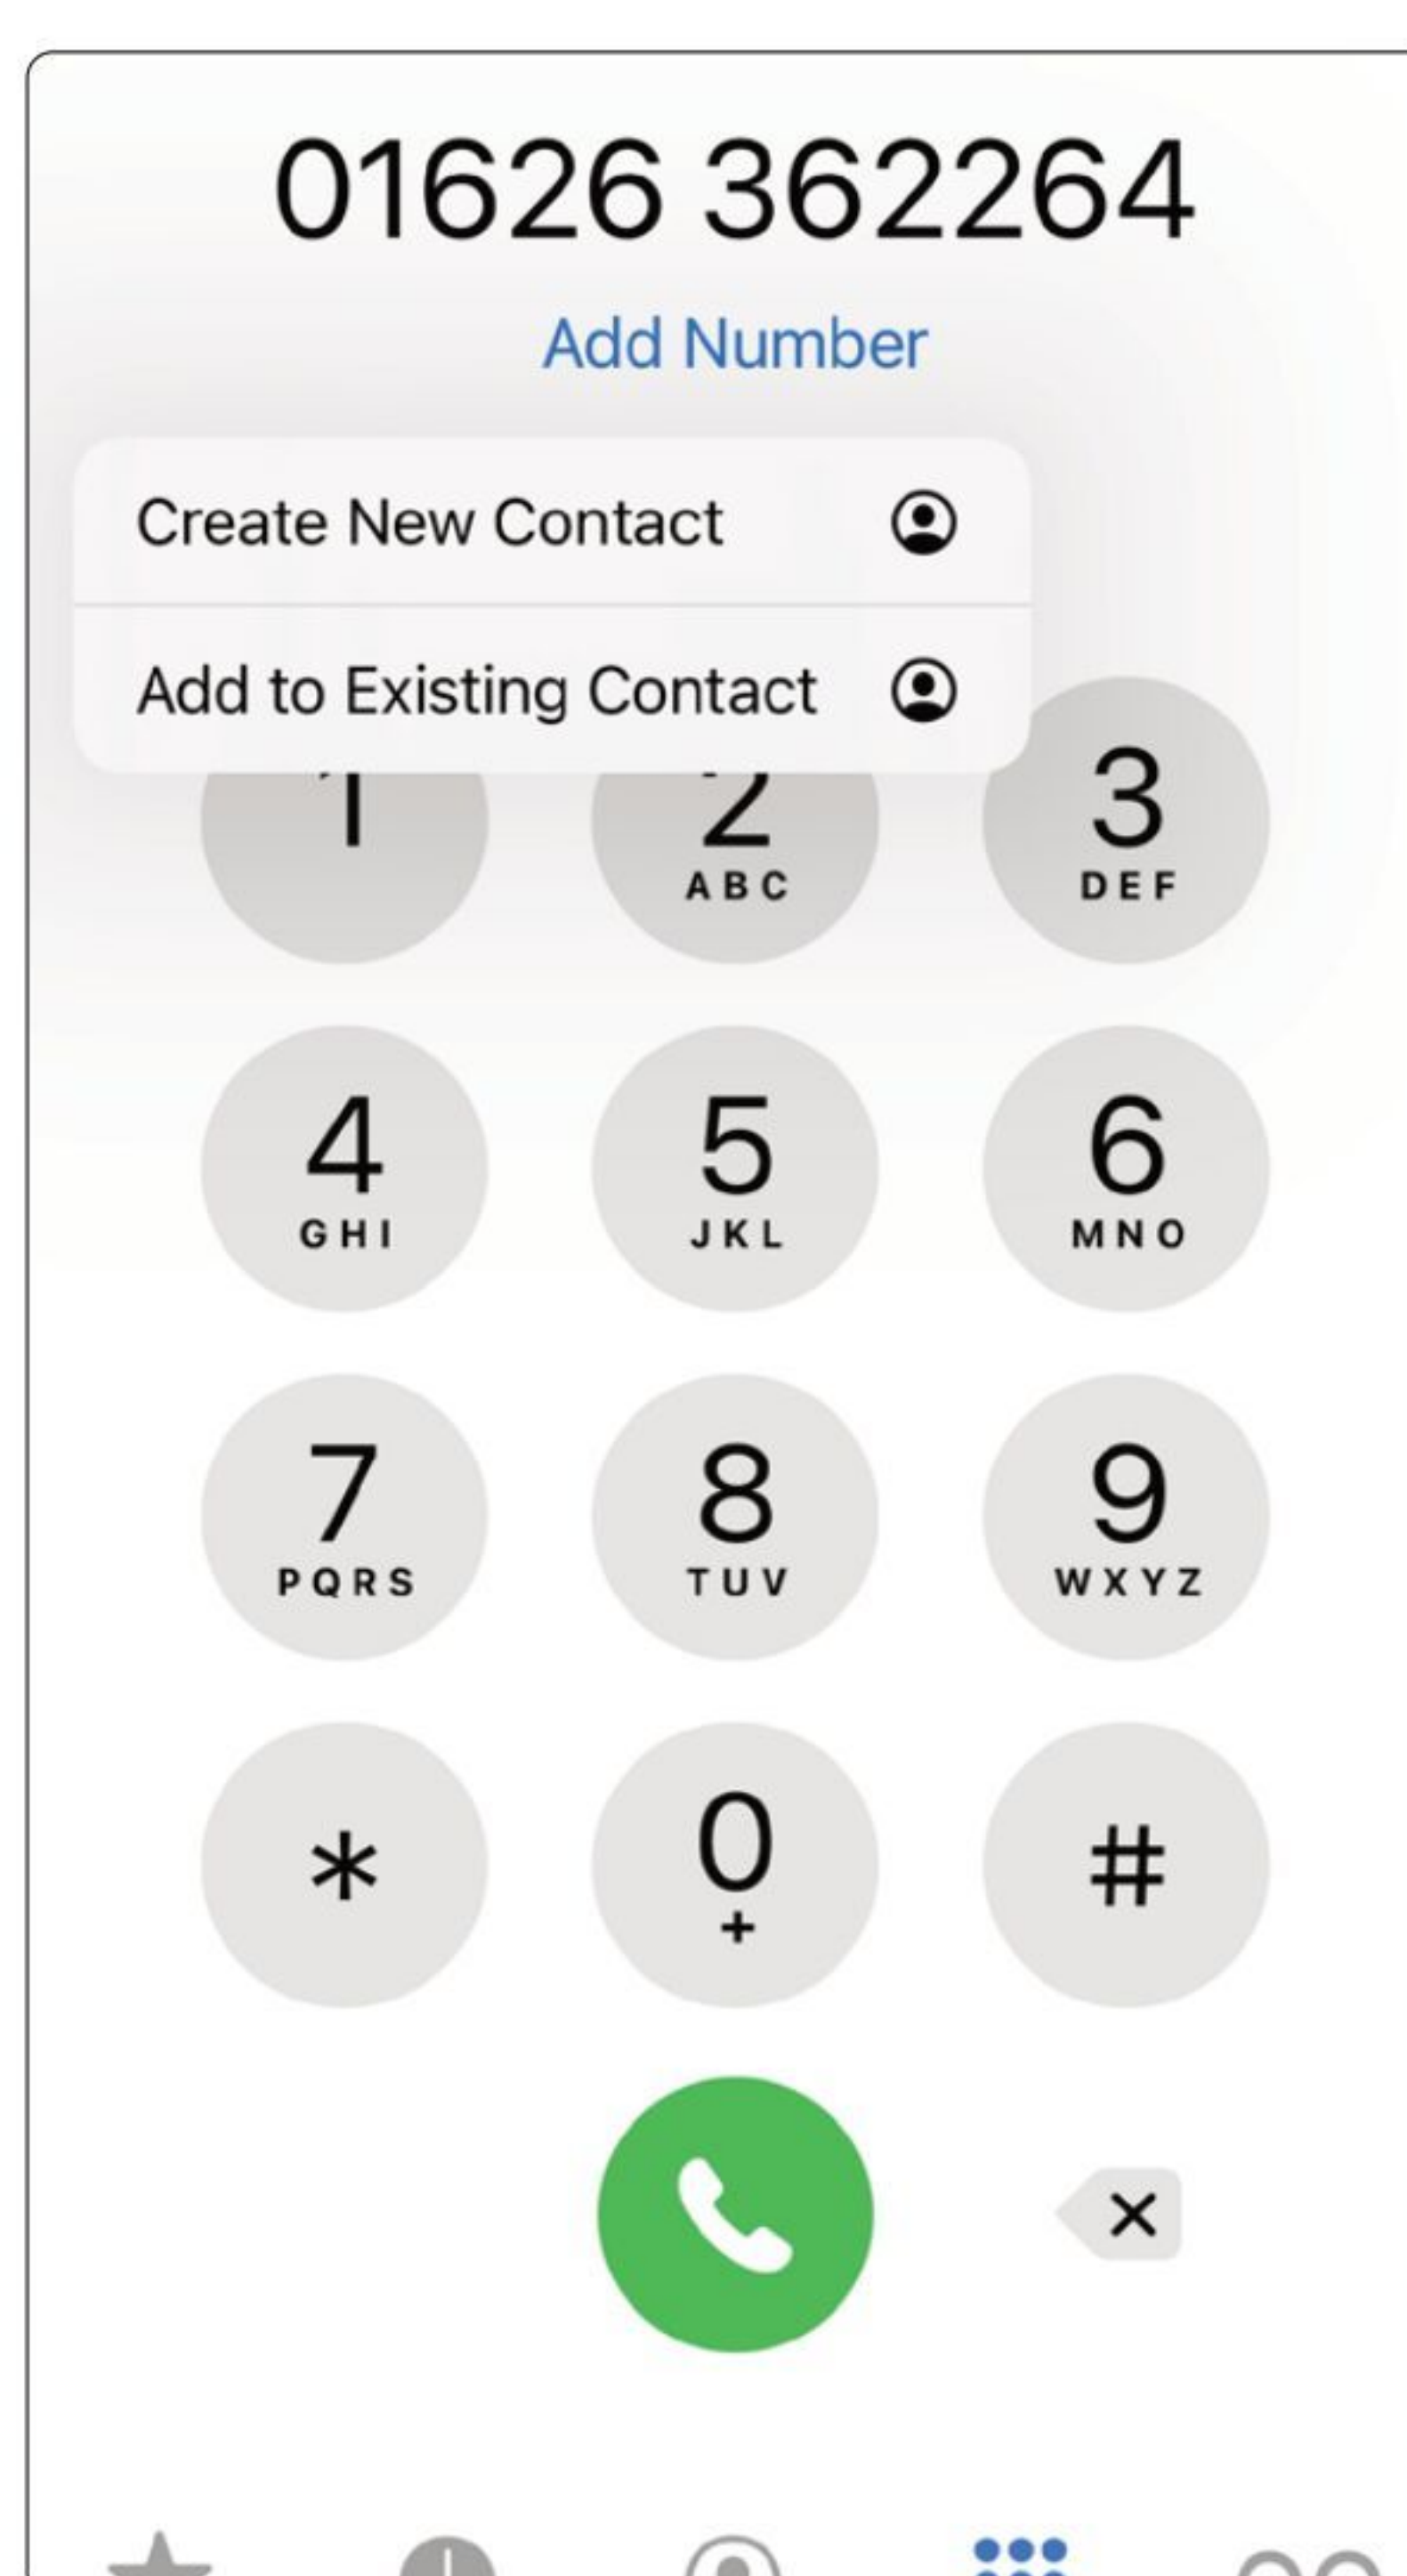 01626 362264
Add Number
Create New Contact
Add to Existing Contact
1 2 3
ABC DEF
4 5 6
GHI JKL MNO
7 8 9
PQRS TUV WXYZ
* 0 #
+